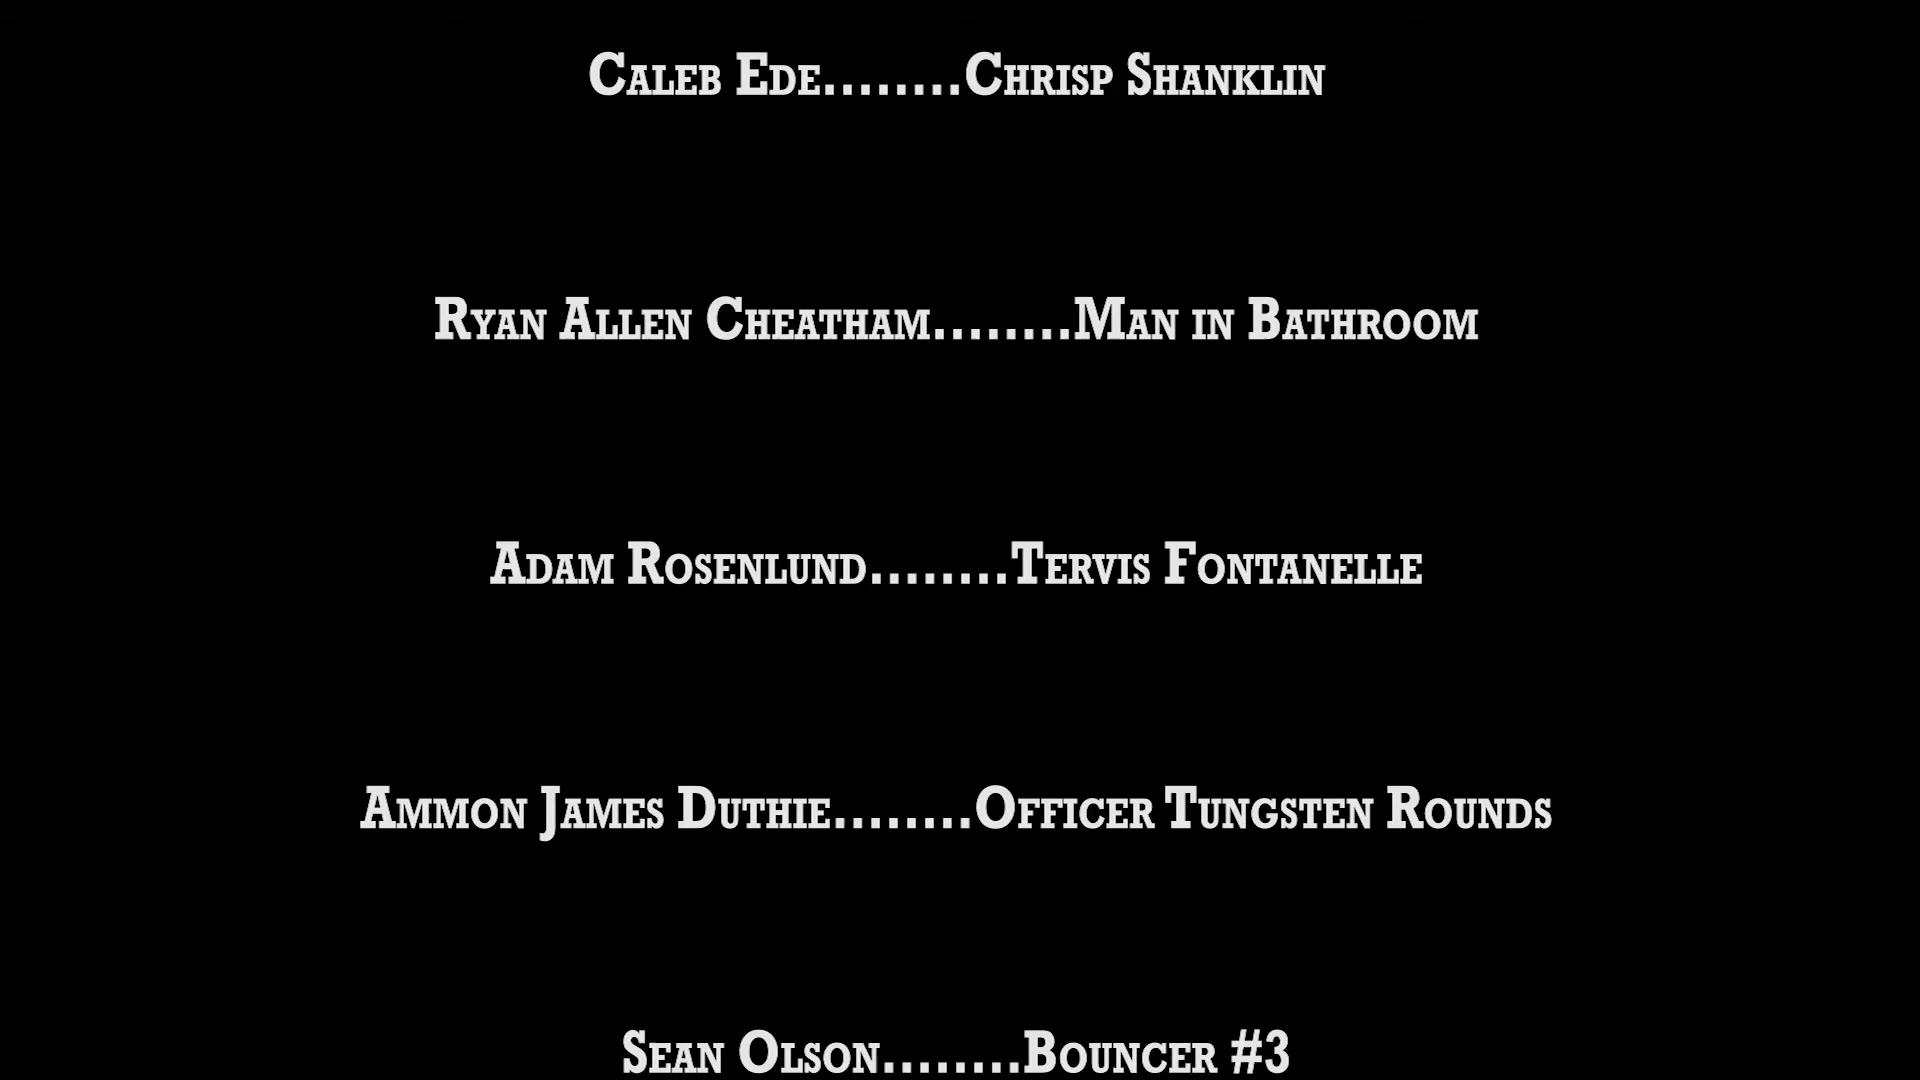 Caleb Ede........Chrisp Shanklin
Ryan Allen Cheatham........Man in Bathroom
Adam Rosenlund........Tervis Fontanelle
Ammon James Duthie........Officer Tungsten Rounds
Sean Olson........Bouncer #3